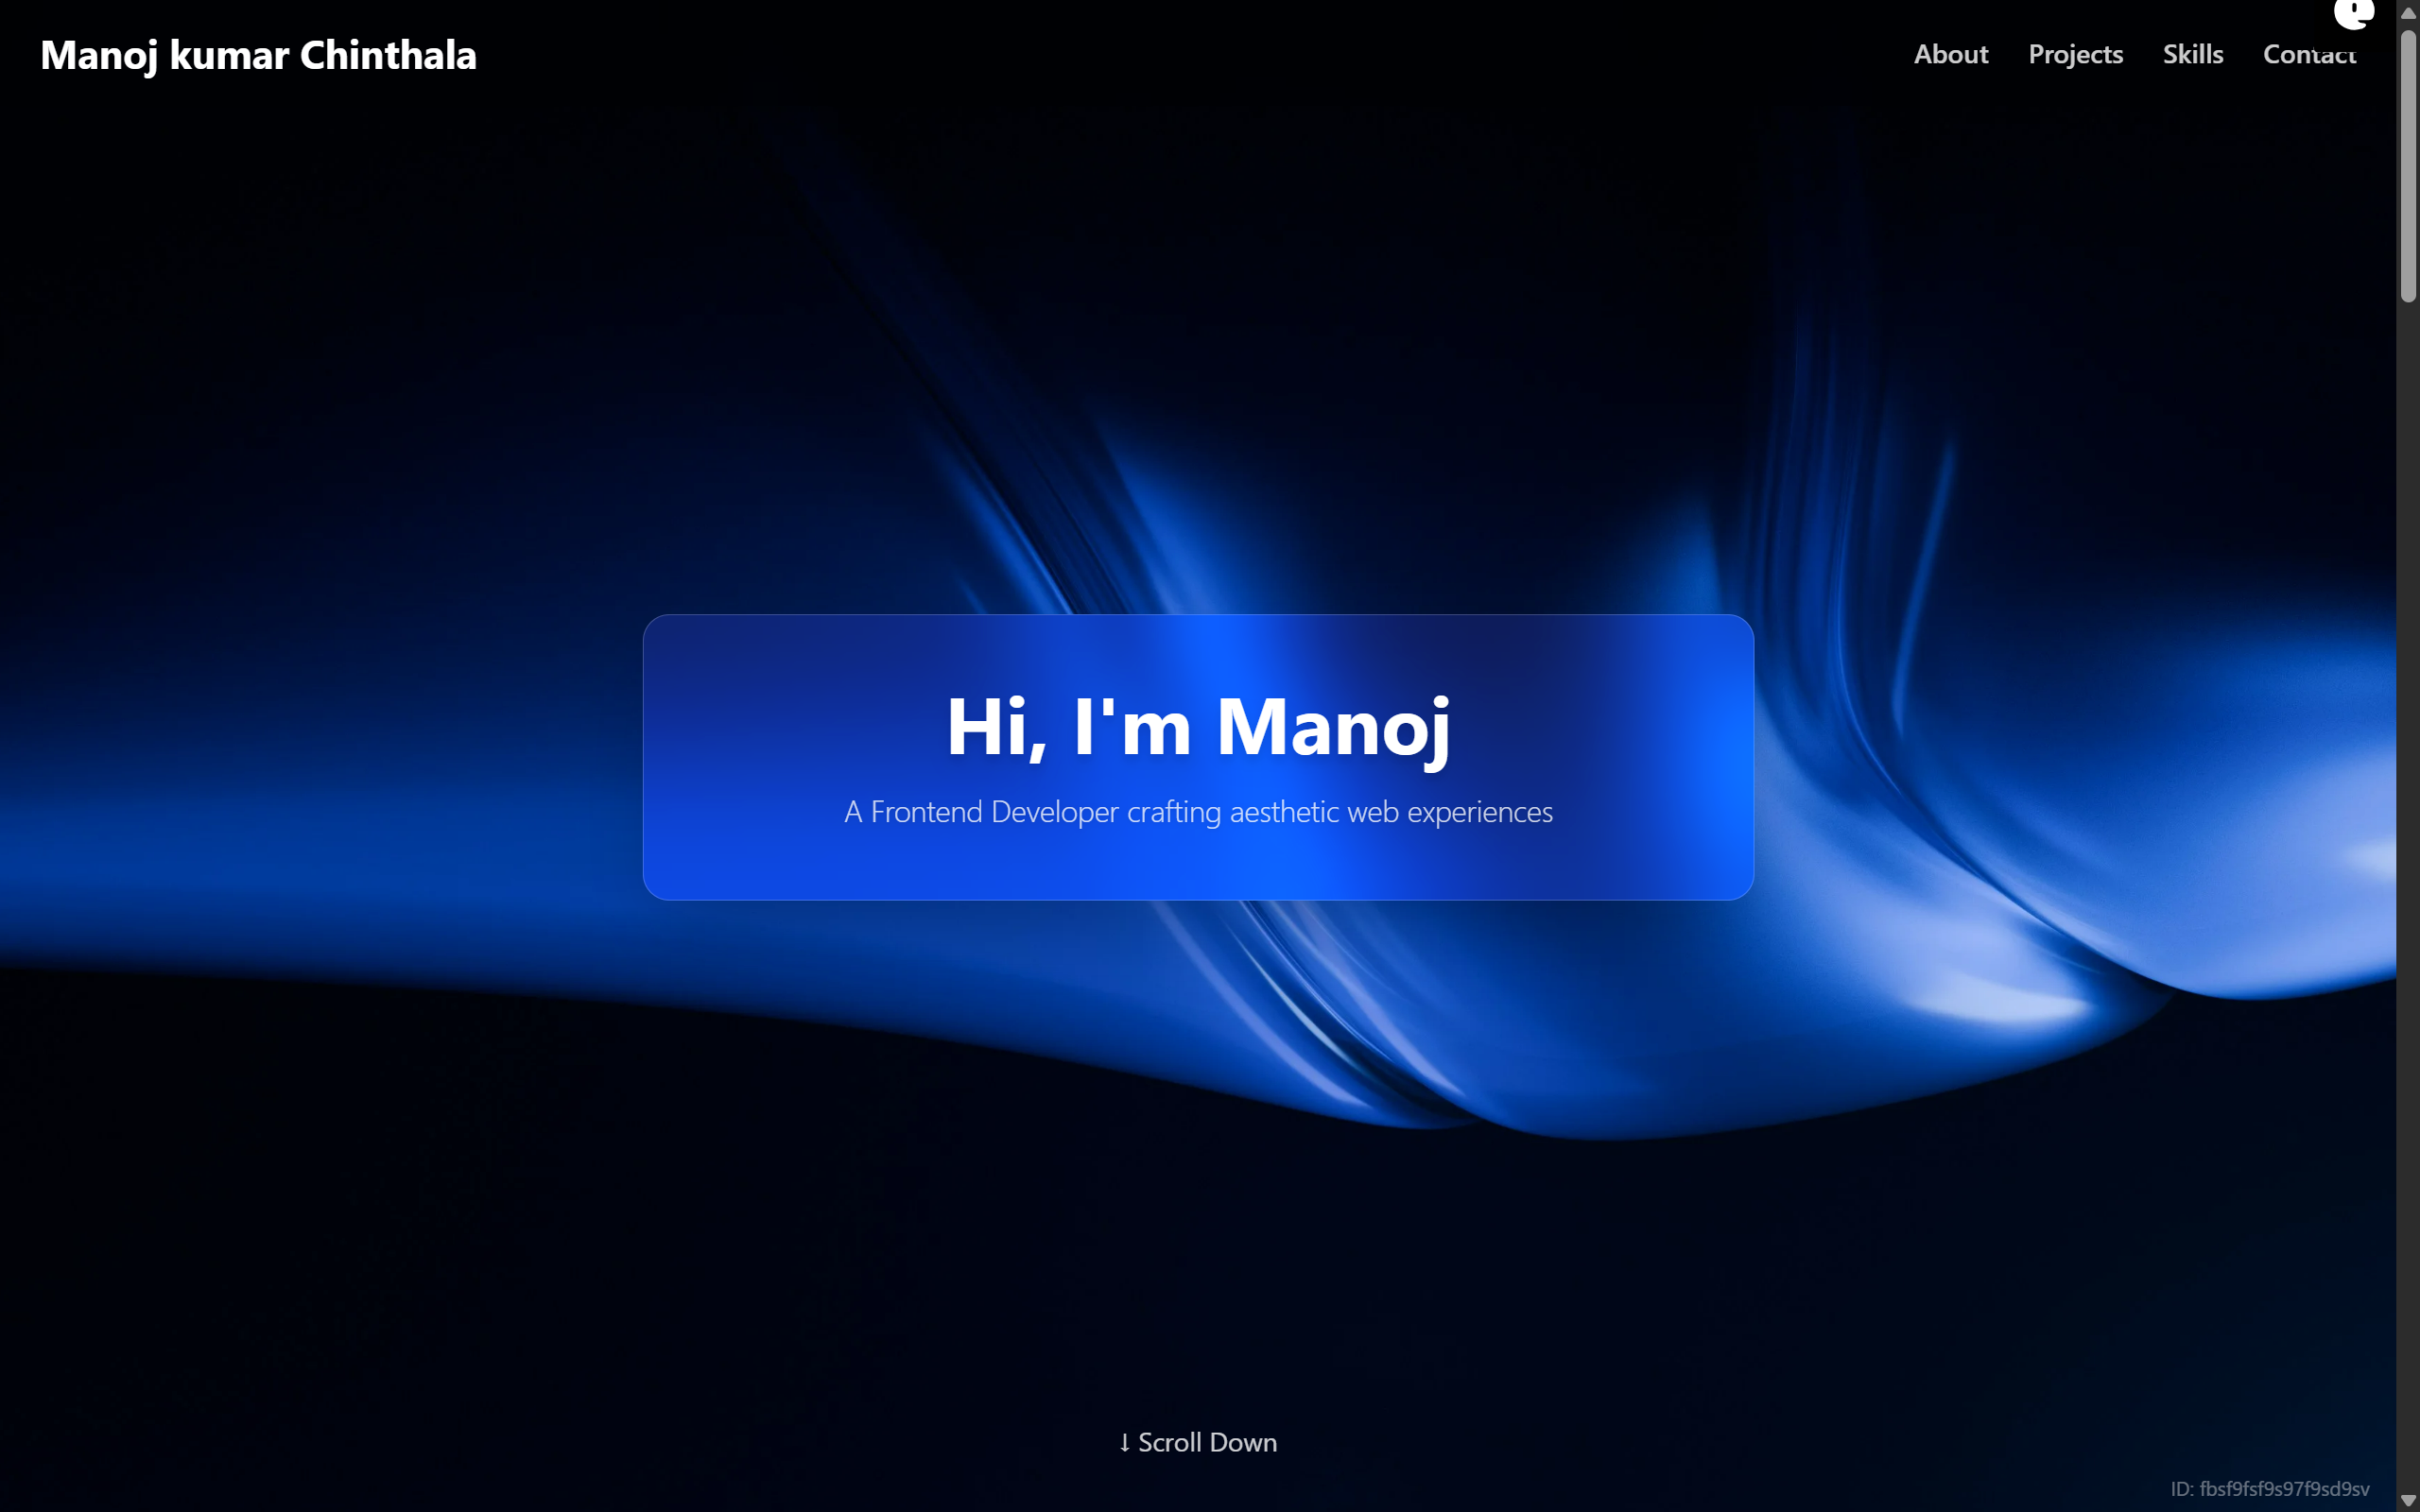 Manoj kumar Chinthala
About Projects Skills Contact
Hi, I'm Manoj
A Frontend Developer crafting aesthetic web experiences
↓ Scroll Down
ID: fbsf9fsf9s97f9sd9sv